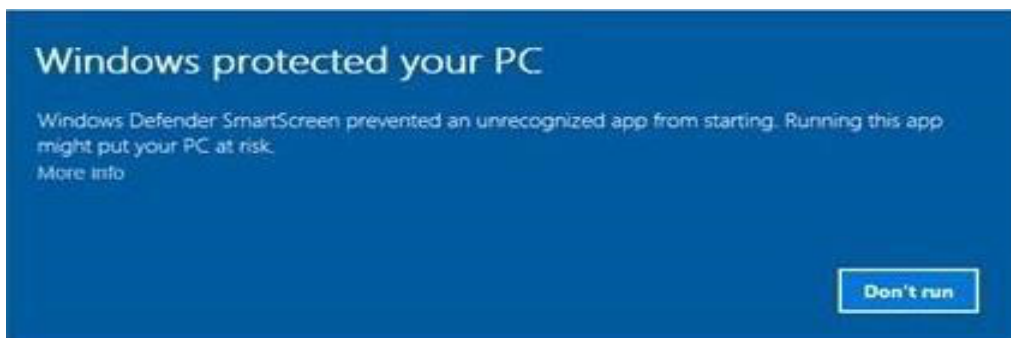 Windows protected your PC
Windows Defender SmartScreen prevented an unrecognized app from starting. Running this app
might put your PC at risk.
More info
Don't run